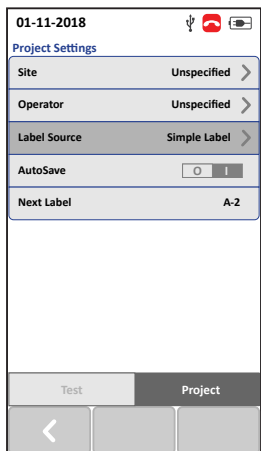 01-11-2018
Project Settings
Site Unspecified
Operator Unspecified
Label Source Simple Label
AutoSave O I
Next Label A-2
Test Project